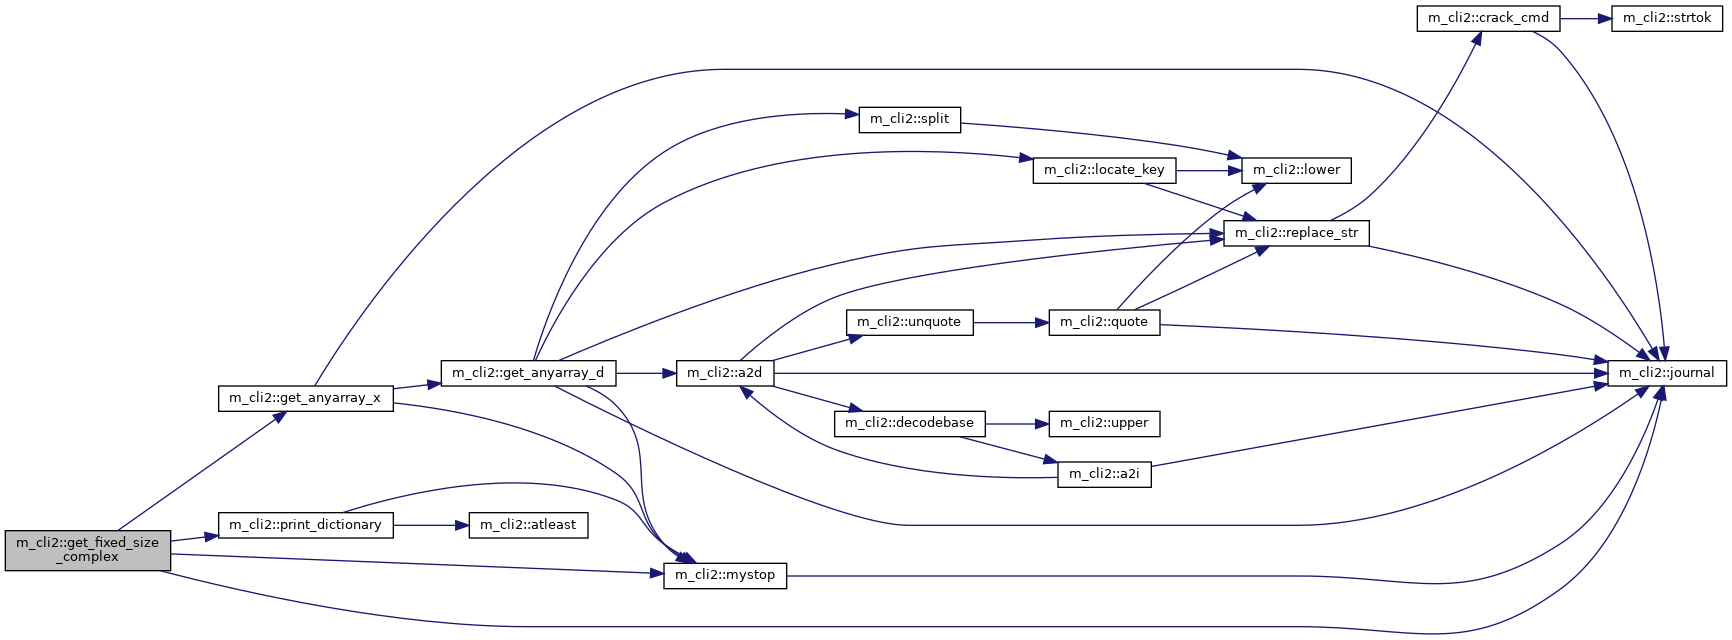 m_cli2::crack_cmd
m_cli2::strtok
m_cli2::split
m_cli2::locate_key
m_cli2::lower
m_cli2::replace_str
m_cli2::unquote
m_cli2::quote
m_cli2::get_anyarray_d
m_cli2::a2d
m_cli2::journal
m_cli2::get_anyarray_x
m_cli2::decodebase
m_cli2::upper
m_cli2::a2i
m_cli2::print_dictionary
m_cli2::atleast
m_cli2::get_fixed_size
_complex
m_cli2::mystop